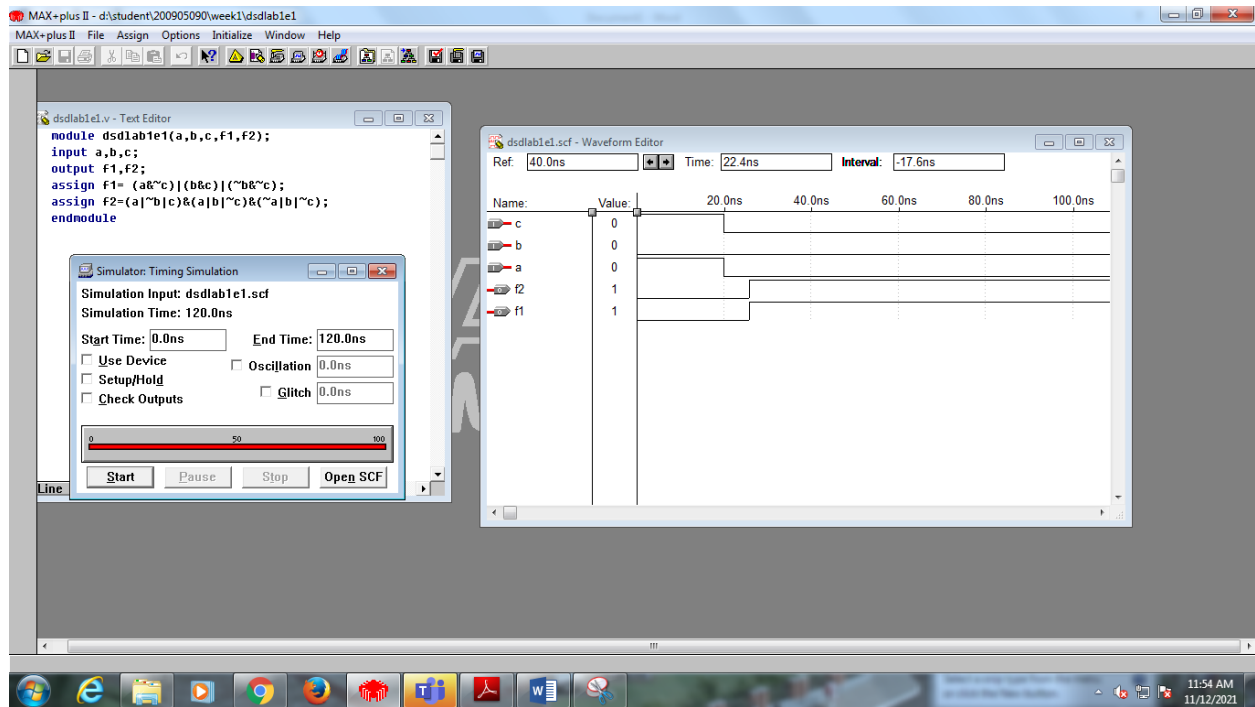 MAX+plus II - d:\student\200905090\week1\dsdlab1e1
MAX+plus II File Assign Options Initialize Window Help
dsdlab1e1.v - Text Editor
module dsdlab1e1(a,b,c,f1,f2);
input a,b,c;
output f1,f2;
assign f1= (a&~c)|(b&c)|(~b&~c);
assign f2=(a|~b|c)&(a|b|~c)&(~a|b|~c);
endmodule
Line
Simulator: Timing Simulation
Simulation Input: dsdlab1e1.scf
Simulation Time: 120.0ns
Start Time: 0.0ns End Time: 120.0ns
Use Device Oscillation 0.0ns
Setup/Hold Glitch 0.0ns
Check Outputs
0 50 100
Start Pause Stop Open SCF
dsdlab1e1.scf - Waveform Editor
Ref: 40.0ns Time: 22.4ns Interval: -17.6ns
Name: Value: 20.0ns 40.0ns 60.0ns 80.0ns 100.0ns
c 0
b 0
a 0
f2 1
f1 1
11:54 AM
11/12/2021